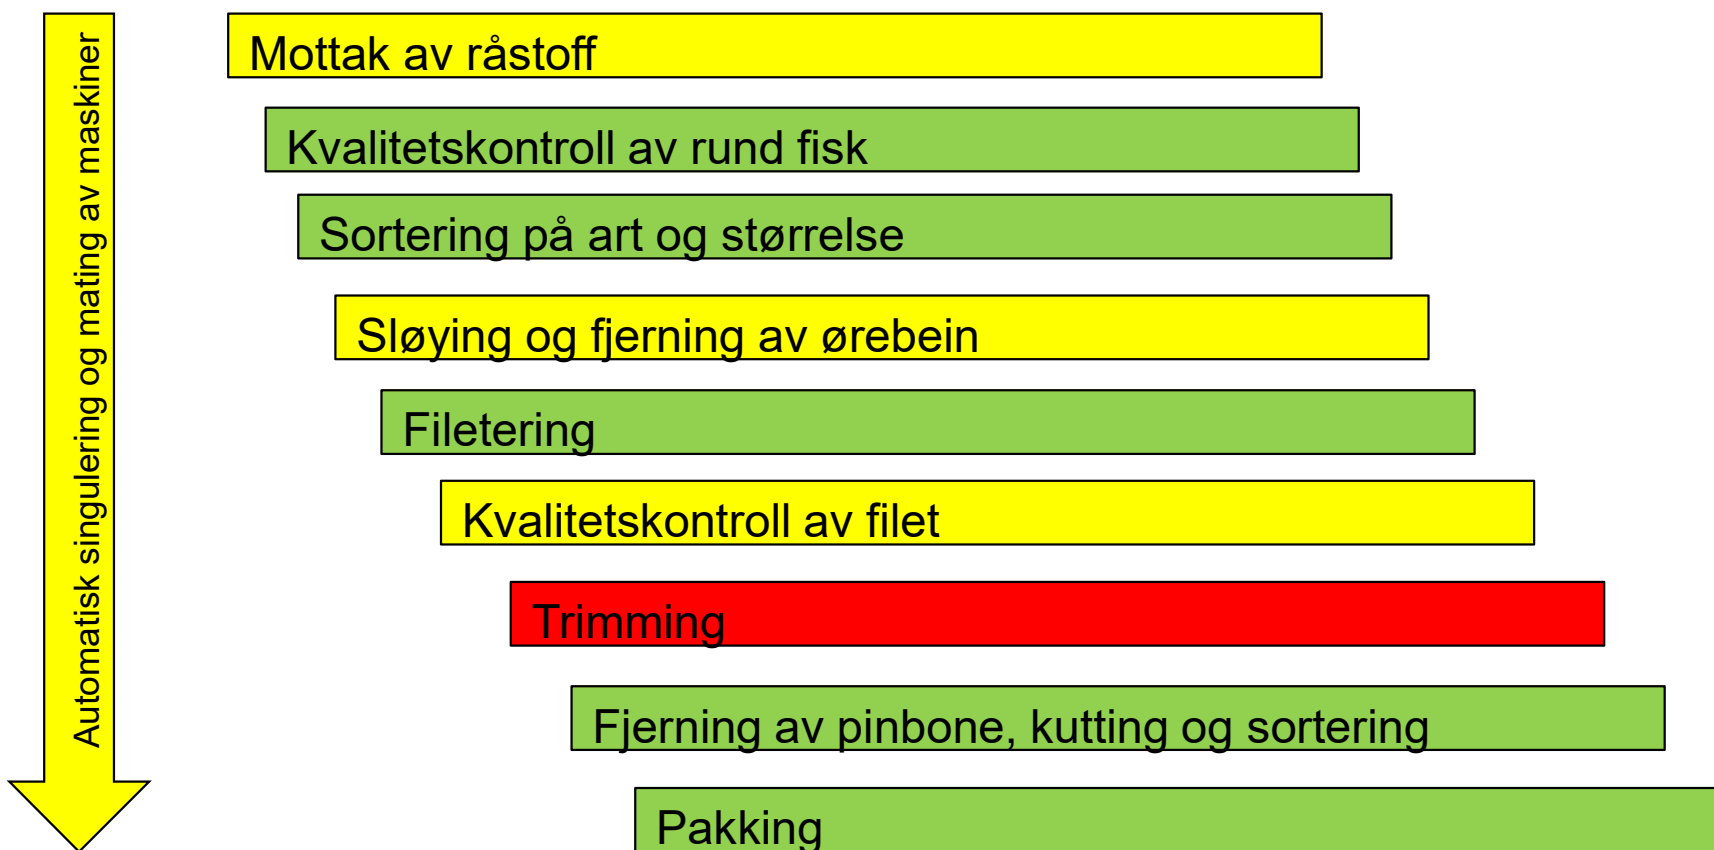 Automatisk singulering og mating av maskiner
Mottak av råstoff
Kvalitetskontroll av rund fisk
Sortering på art og størrelse
Sløying og fjerning av ørebein
Filetering
Kvalitetskontroll av filet
Trimming
Fjerning av pinbone, kutting og sortering
Pakking